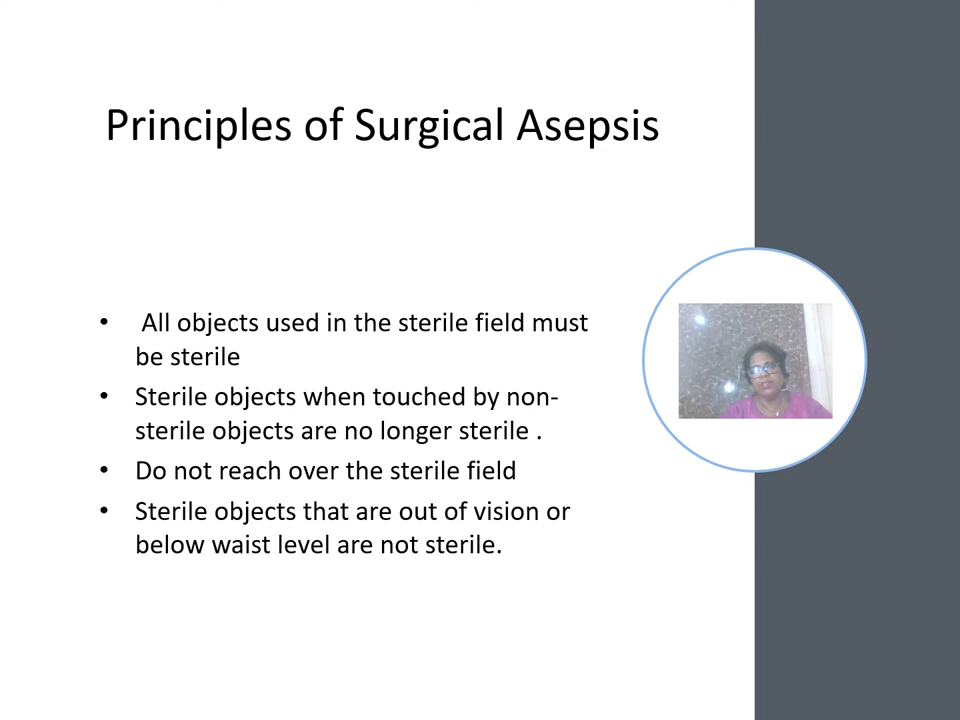 Principles of Surgical Asepsis
• All objects used in the sterile field must
be sterile
• Sterile objects when touched by non-
sterile objects are no longer sterile .
• Do not reach over the sterile field
• Sterile objects that are out of vision or
below waist level are not sterile.